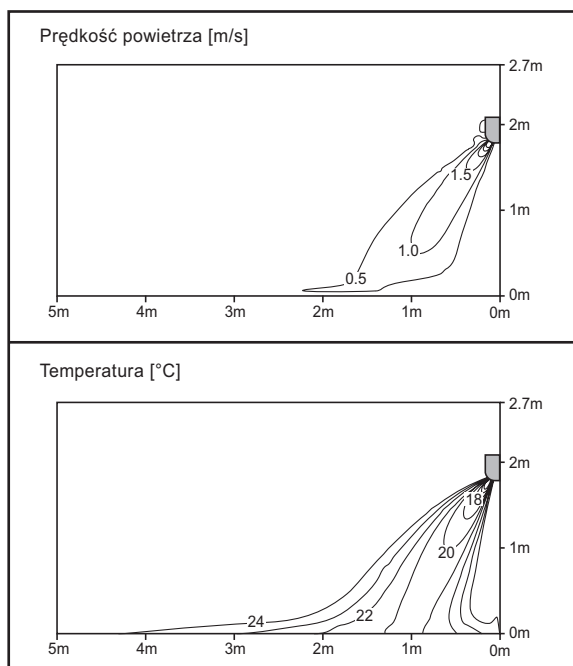 Prędkość powietrza [m/s]
2.7m
2m
1.5
1m
1.0
0.5
0m
5m 4m 3m 2m 1m 0m
Temperatura [°C]
2.7m
2m
18
1m
20
24 22
0m
5m 4m 3m 2m 1m 0m